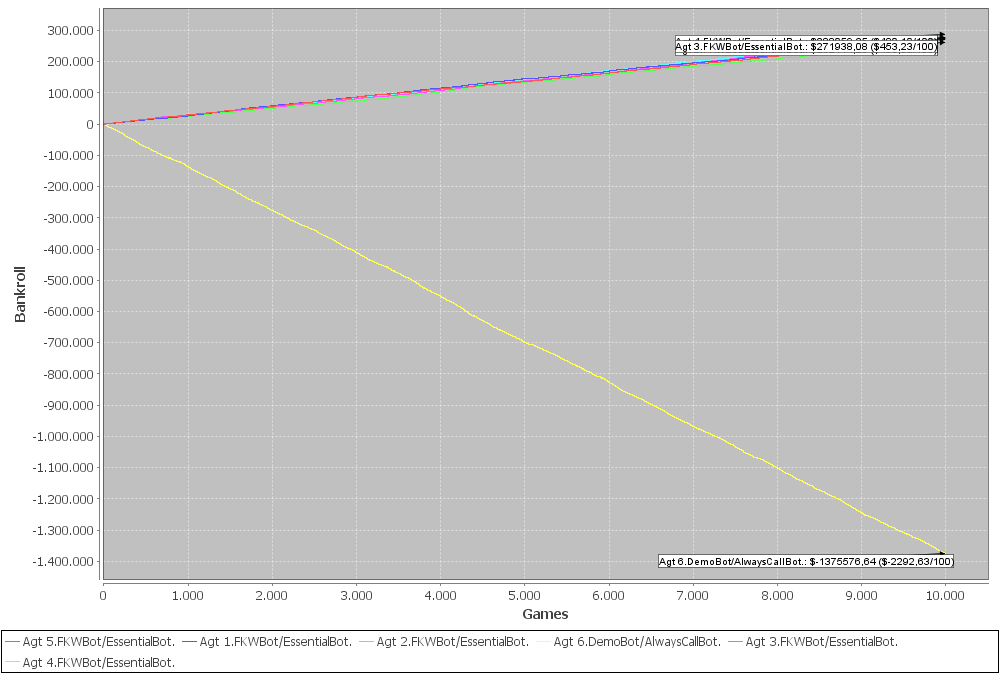 300.000
200.000
100.000
0
-100.000
-200.000
-300.000
-400.000
-500.000
-600.000
-700.000
-800.000
-900.000
-1.000.000
-1.100.000
-1.200.000
-1.300.000
-1.400.000
Bankroll
Agt 3.FKWBot/EssentialBot.: $271938,08 ($453,23/100)
Agt 6.DemoBot/AlwaysCallBot.: $-1375576,64 ($-2292,63/100)
0 1.000 2.000 3.000 4.000 5.000 6.000 7.000 8.000 9.000 10.000
Games
Agt 5.FKWBot/EssentialBot. Agt 1.FKWBot/EssentialBot. Agt 2.FKWBot/EssentialBot. Agt 6.DemoBot/AlwaysCallBot. Agt 3.FKWBot/EssentialBot.
Agt 4.FKWBot/EssentialBot.